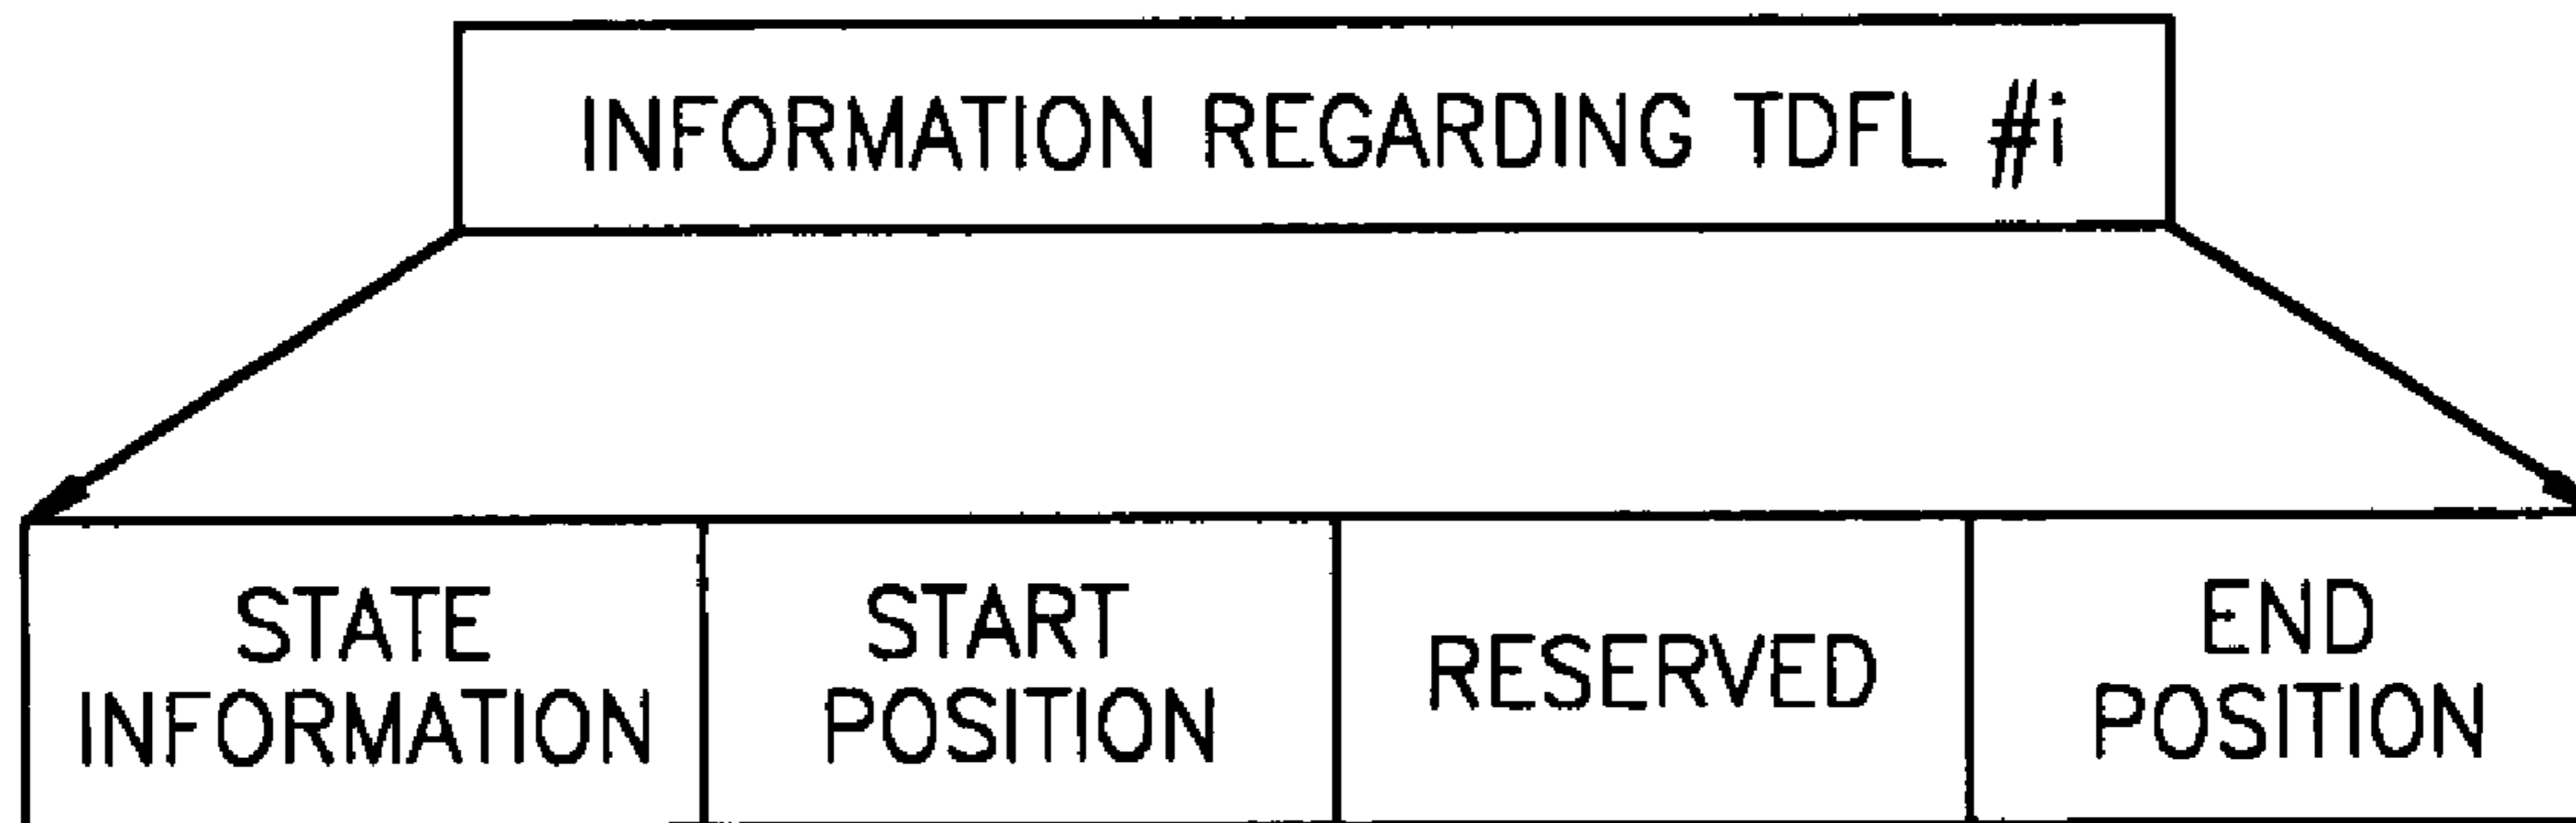 INFORMATION REGARDING TDFL #i
STATE
INFORMATION
START
POSITION
RESERVED
END
POSITION